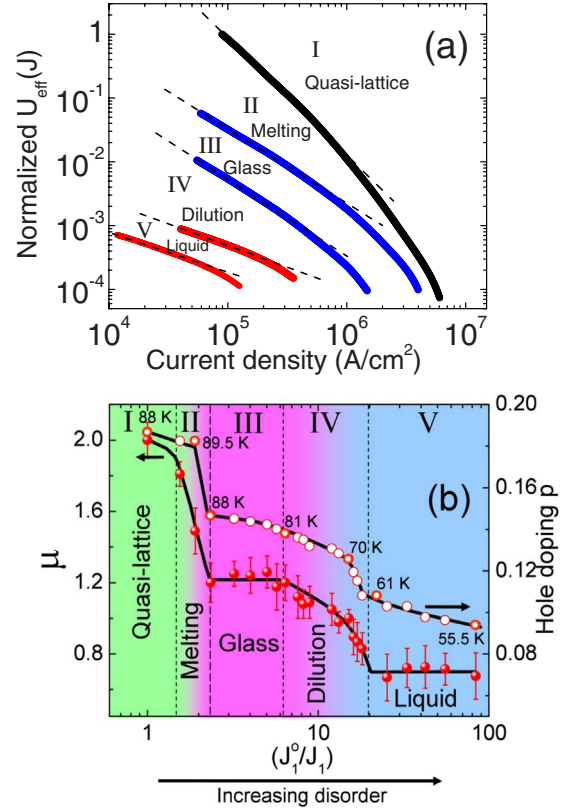 (a)
Normalized U_eff(J)
1
10^-1
10^-2
10^-3
10^-4
I
Quasi-lattice
II
Melting
III
Glass
IV
Dilution
V
Liquid
10^4 10^5 10^6 10^7
Current density (A/cm^2)
I II III IV V
(b)
μ
2.0
1.6
1.2
0.8
88 K
89.5 K
88 K
81 K
70 K
61 K
55.5 K
Quasi-lattice
Melting
Glass
Dilution
Liquid
0.20
0.16
0.12
0.08
Hole doping p
1 10 100
(J_1^o/J_1)
Increasing disorder